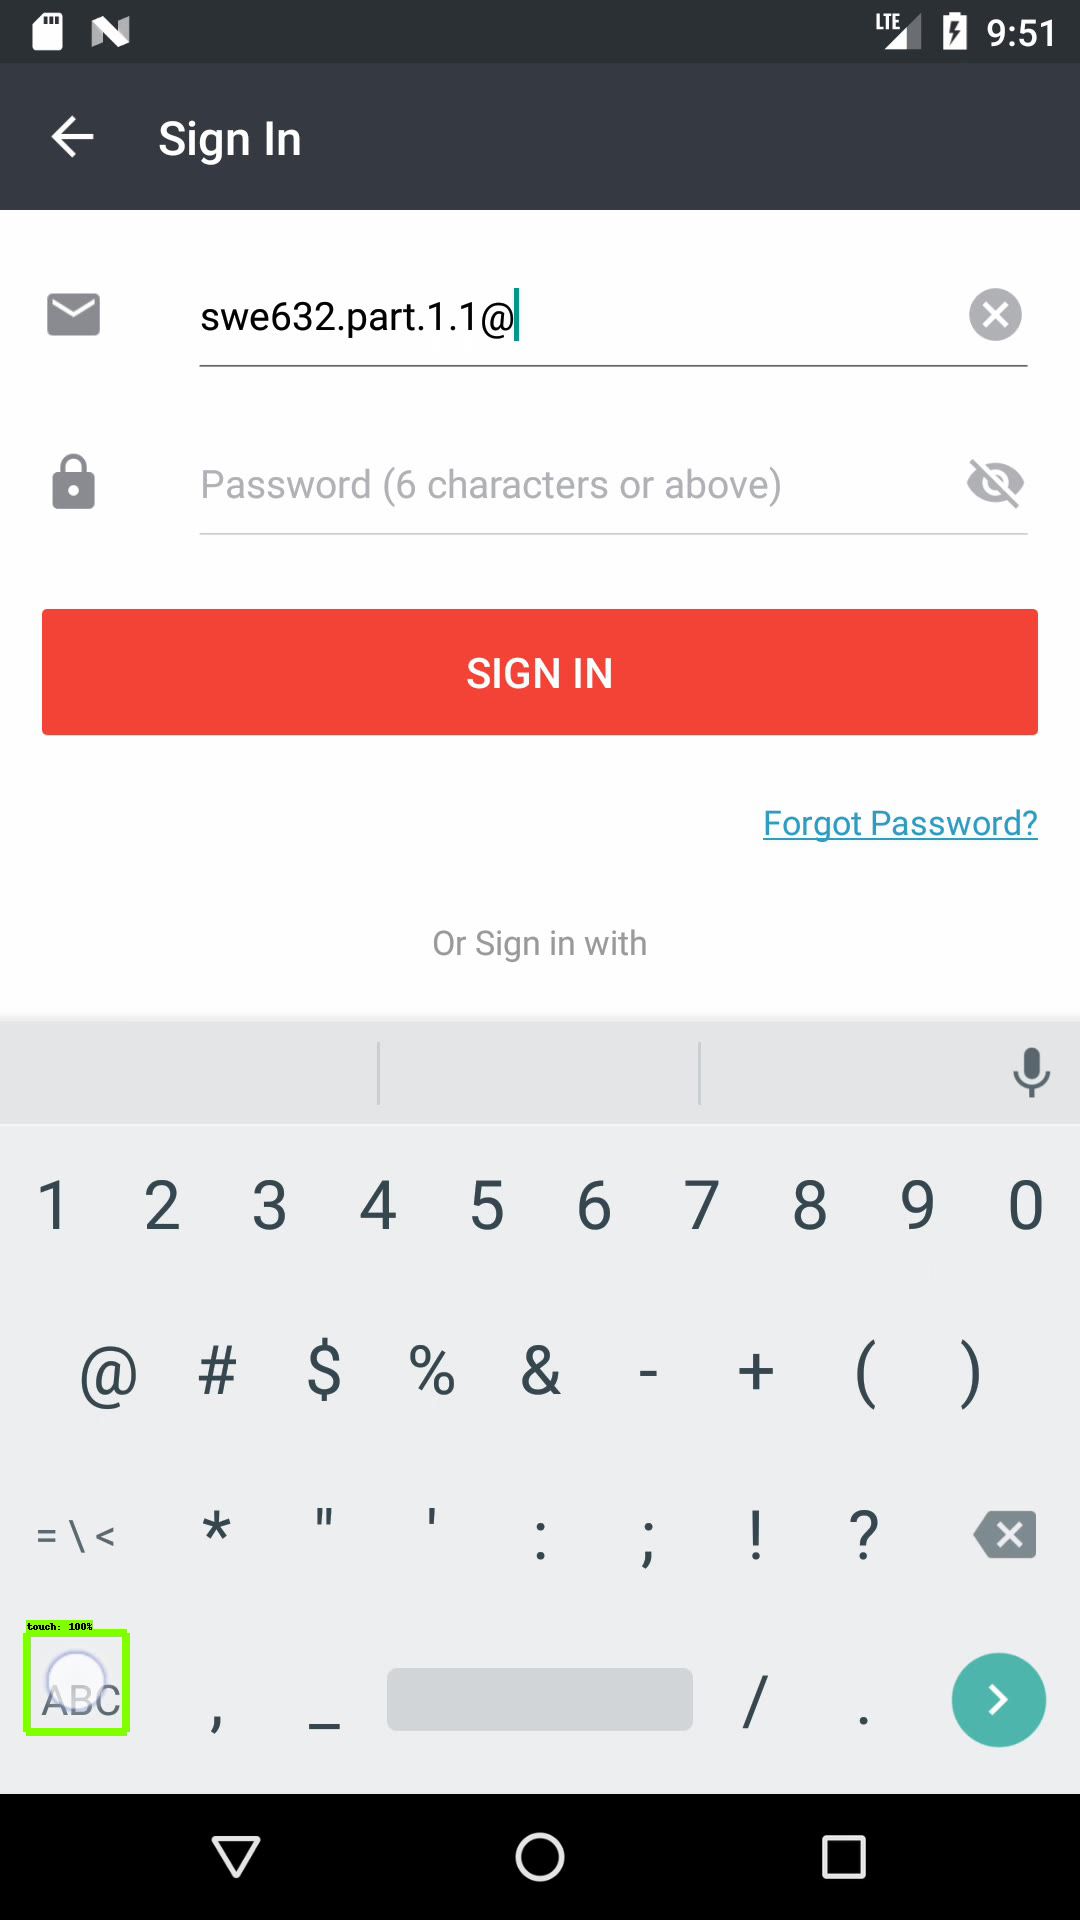 LTE 9:51
Sign In
swe632.part.1.1@
Password (6 characters or above)
SIGN IN
Forgot Password?
Or Sign in with
1 2 3 4 5 6 7 8 9 0
@ # $ % & - + ( )
= \ < * " ' : ; ! ?
touch: 100%
ABC , _ / .